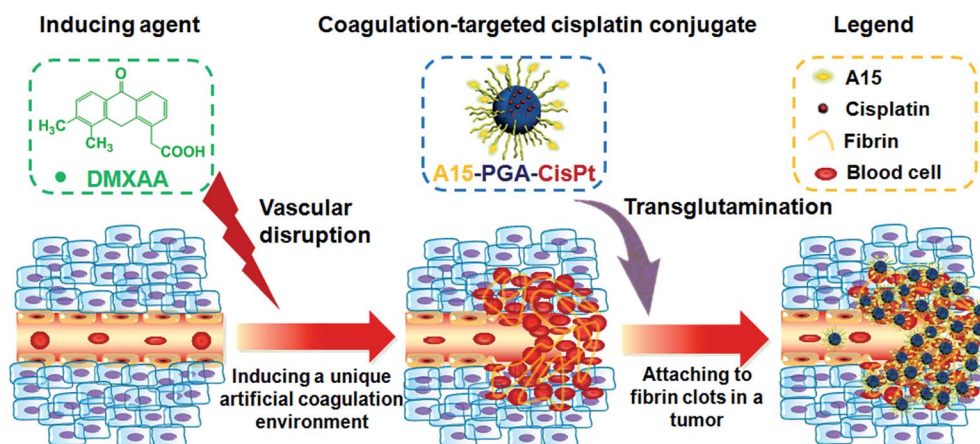 Inducing agent
Coagulation-targeted cisplatin conjugate
Legend
O
H₃C
CH₃
COOH
DMXAA
A15-PGA-CisPt
A15
Cisplatin
Fibrin
Blood cell
Vascular
disruption
Transglutamination
Inducing a unique
artificial coagulation
environment
Attaching to
fibrin clots in a
tumor